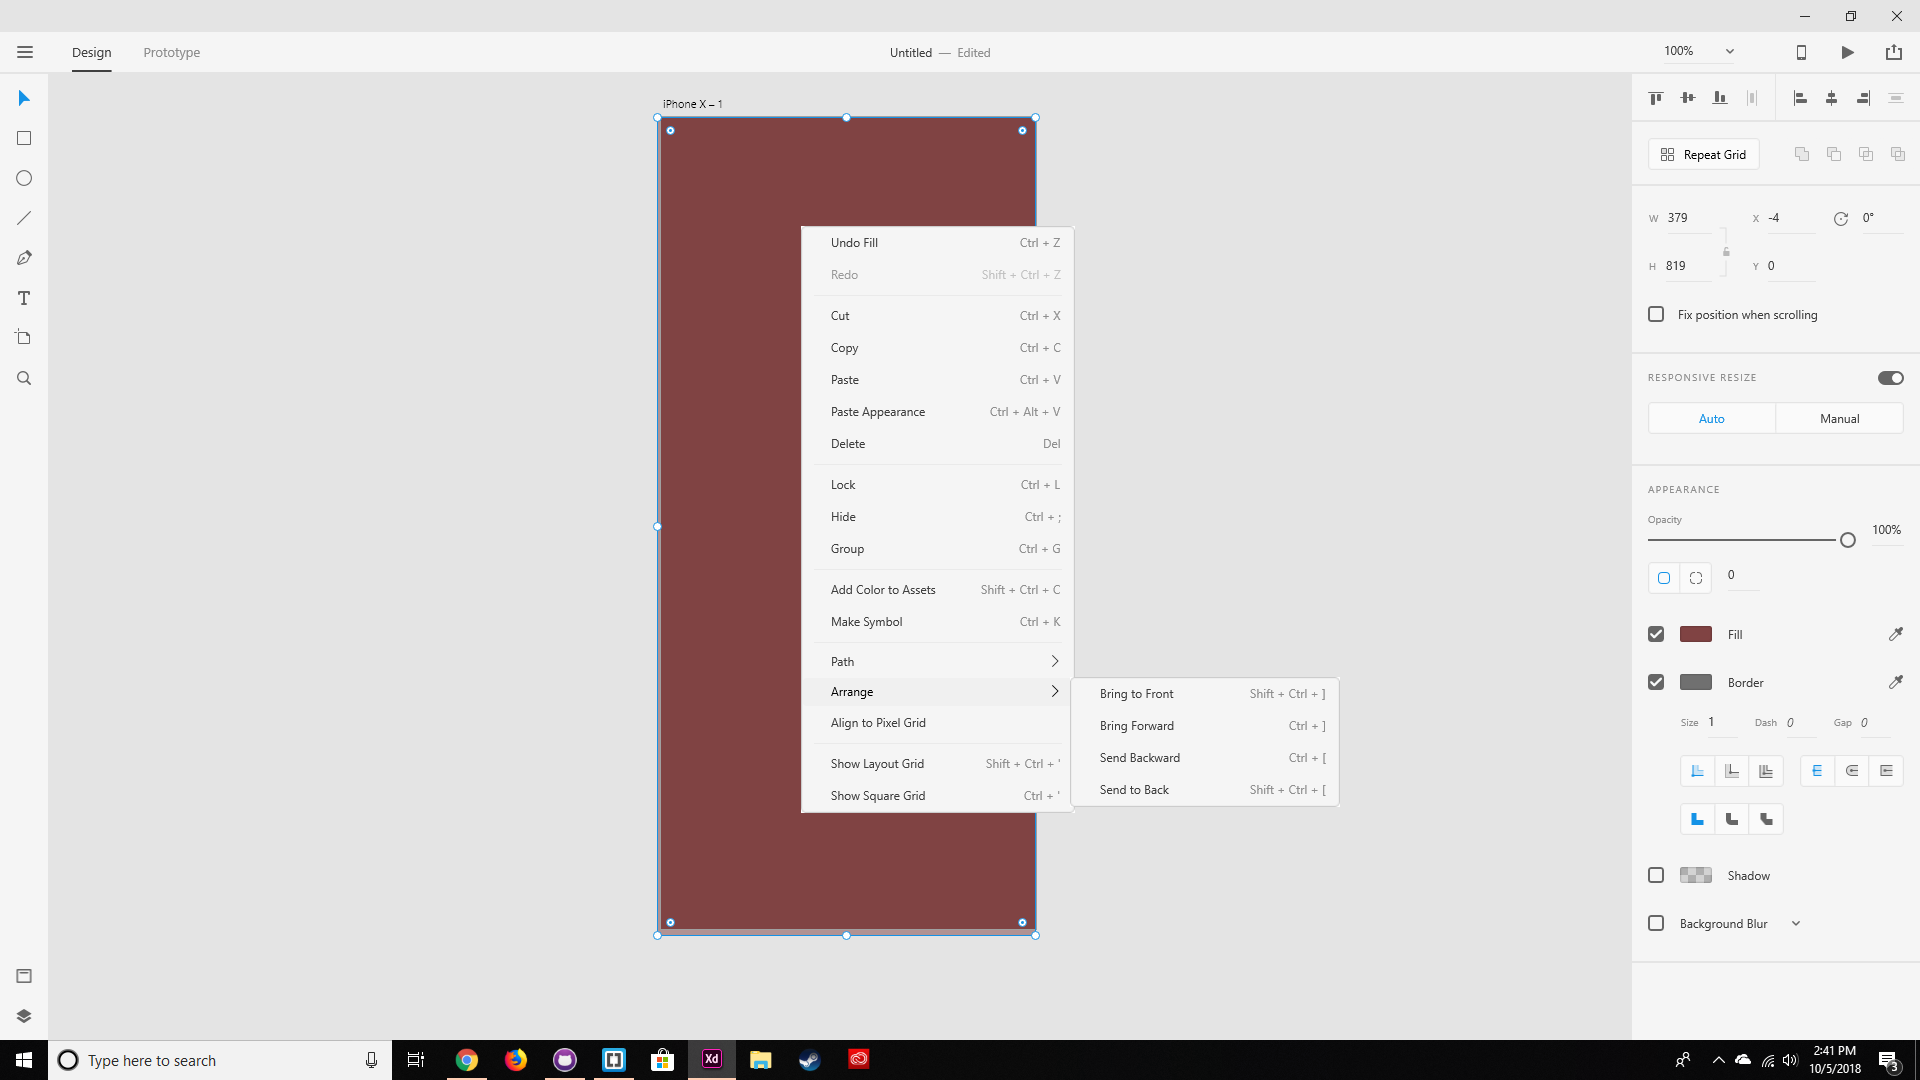 Design
Prototype
Untitled — Edited
100%
iPhone X – 1
Undo Fill Ctrl + Z
Redo Shift + Ctrl + Z
Cut Ctrl + X
Copy Ctrl + C
Paste Ctrl + V
Paste Appearance Ctrl + Alt + V
Delete Del
Lock Ctrl + L
Hide Ctrl + ;
Group Ctrl + G
Add Color to Assets Shift + Ctrl + C
Make Symbol Ctrl + K
Path
Arrange
Align to Pixel Grid
Show Layout Grid Shift + Ctrl + '
Show Square Grid Ctrl + '
Bring to Front Shift + Ctrl + ]
Bring Forward Ctrl + ]
Send Backward Ctrl + [
Send to Back Shift + Ctrl + [
Repeat Grid
W 379 X -4 0°
H 819 Y 0
Fix position when scrolling
RESPONSIVE RESIZE
Auto Manual
APPEARANCE
Opacity
100%
0
Fill
Border
Size 1 Dash 0 Gap 0
Shadow
Background Blur
Type here to search
Xd
2:41 PM
10/5/2018
3